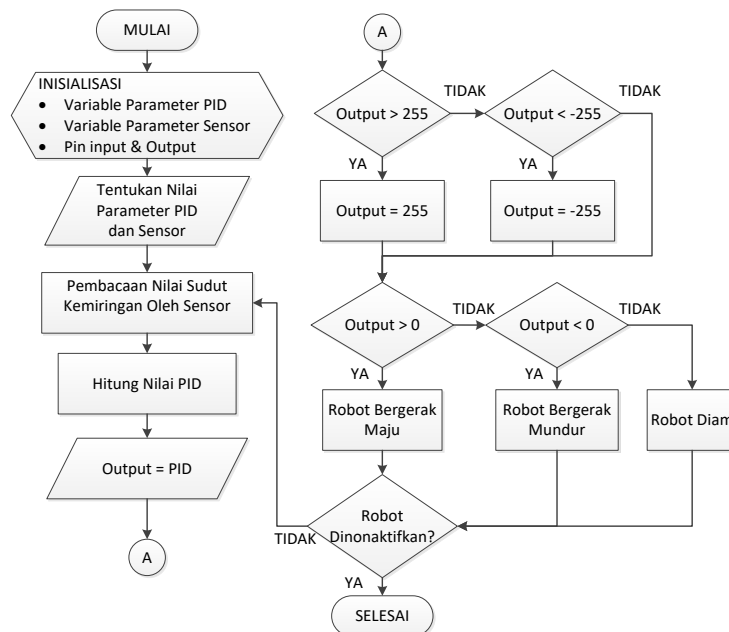 MULAI
INISIALISASI
• Variable Parameter PID
• Variable Parameter Sensor
• Pin input & Output
Tentukan Nilai
Parameter PID
dan Sensor
Pembacaan Nilai Sudut
Kemiringan Oleh Sensor
Hitung Nilai PID
Output = PID
A
A
Output > 255
TIDAK
Output < -255
TIDAK
YA
YA
Output = 255
Output = -255
Output > 0
TIDAK
Output < 0
TIDAK
YA
YA
Robot Bergerak
Maju
Robot Bergerak
Mundur
Robot Diam
Robot
Dinonaktifkan?
TIDAK
YA
SELESAI